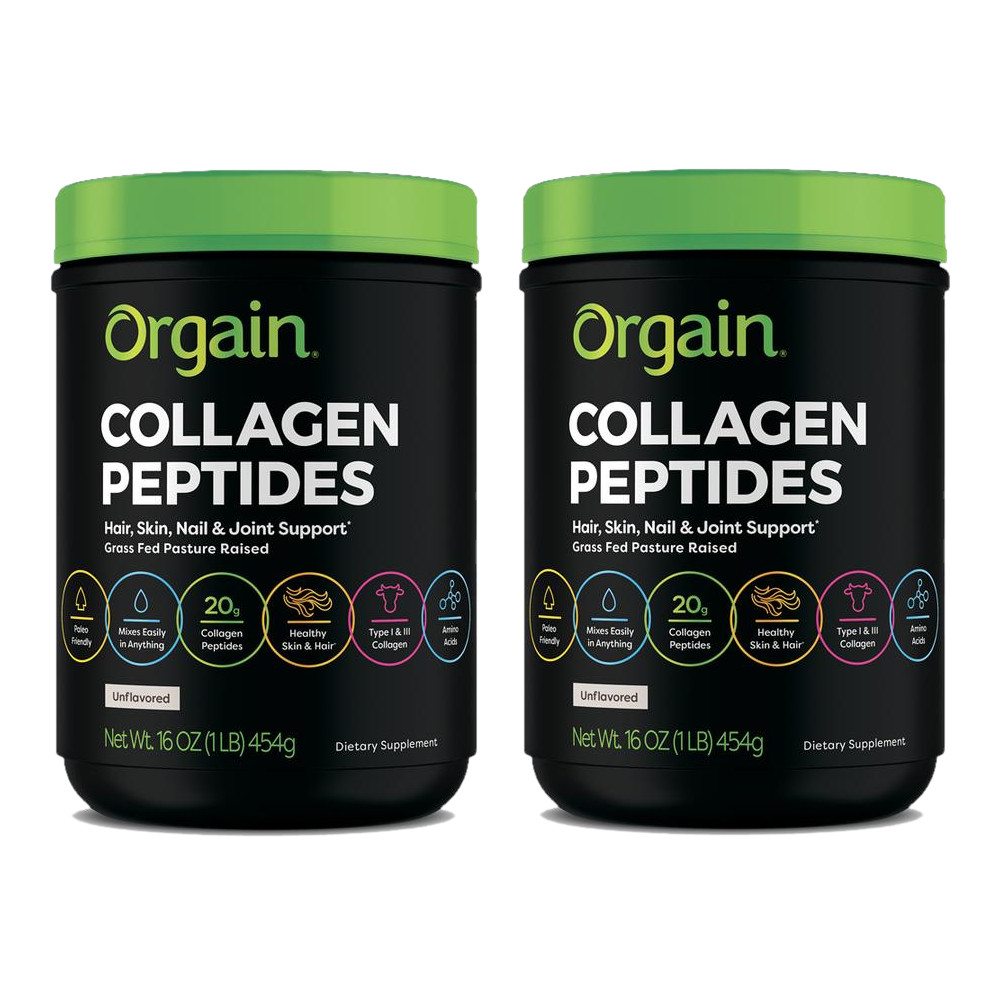 Orgain®
COLLAGEN
PEPTIDES
Hair, Skin, Nail & Joint Support*
Grass Fed Pasture Raised
Paleo
Friendly
Mixes Easily
in Anything
20g
Collagen
Peptides
Healthy
Skin & Hair*
Type I & III
Collagen
Amino
Acids
Unflavored
Net Wt. 16 OZ (1 LB) 454g
Dietary Supplement
Orgain®
COLLAGEN
PEPTIDES
Hair, Skin, Nail & Joint Support*
Grass Fed Pasture Raised
Paleo
Friendly
Mixes Easily
in Anything
20g
Collagen
Peptides
Healthy
Skin & Hair*
Type I & III
Collagen
Amino
Acids
Unflavored
Net Wt. 16 OZ (1 LB) 454g
Dietary Supplement